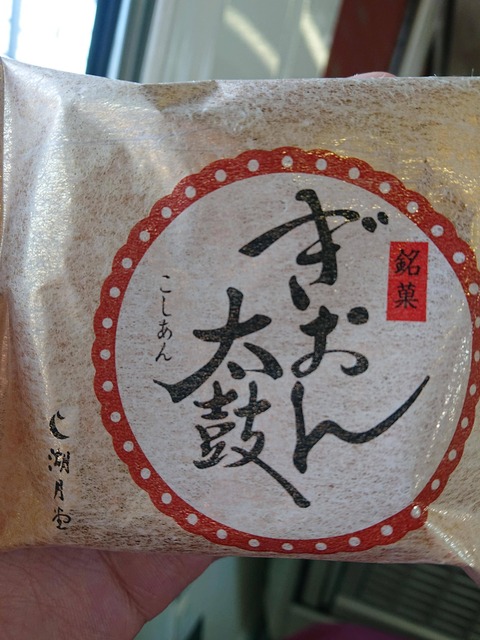 銘菓
ぎおん
太鼓
こしあん
湖月堂